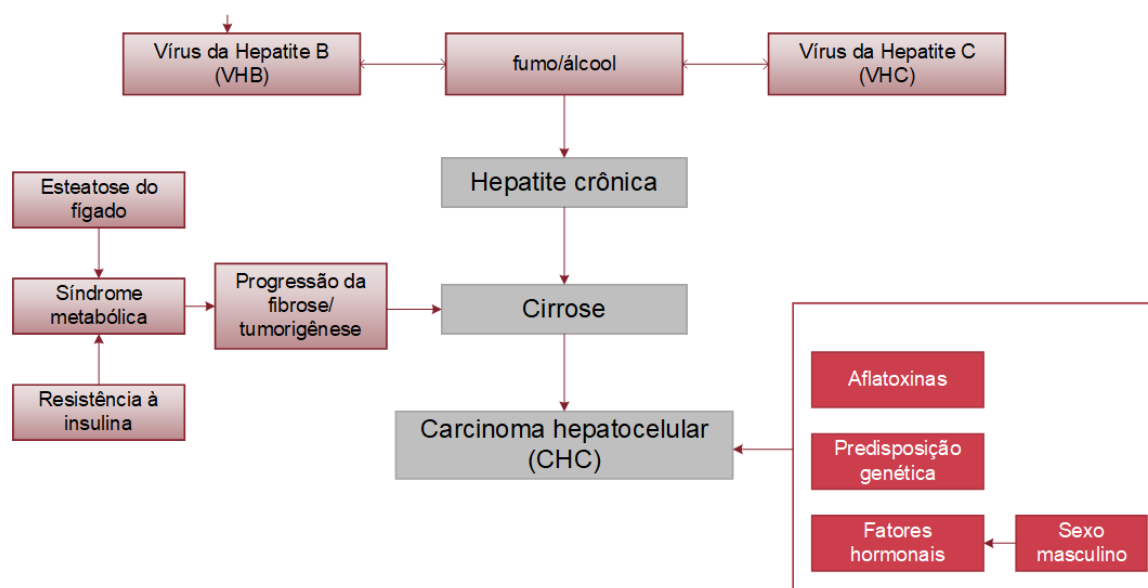 Vírus da Hepatite B
(VHB)
fumo/álcool
Vírus da Hepatite C
(VHC)
Hepatite crônica
Esteatose do
fígado
Síndrome
metabólica
Progressão da
fibrose/
tumorigênese
Cirrose
Resistência à
insulina
Carcinoma hepatocelular
(CHC)
Aflatoxinas
Predisposição
genética
Fatores
hormonais
Sexo
masculino